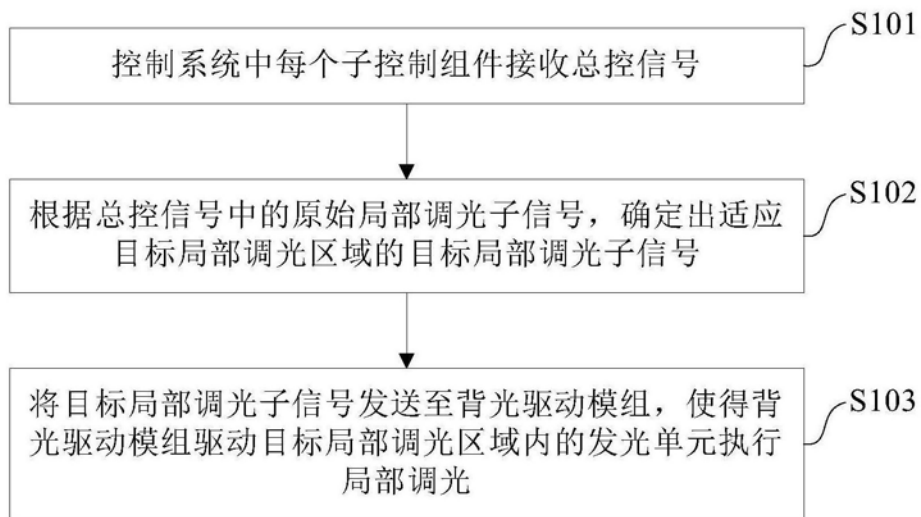 S101
控制系统中每个子控制组件接收总控信号
S102
根据总控信号中的原始局部调光子信号，确定出适应
目标局部调光区域的目标局部调光子信号
S103
将目标局部调光子信号发送至背光驱动模组，使得背
光驱动模组驱动目标局部调光区域内的发光单元执行
局部调光